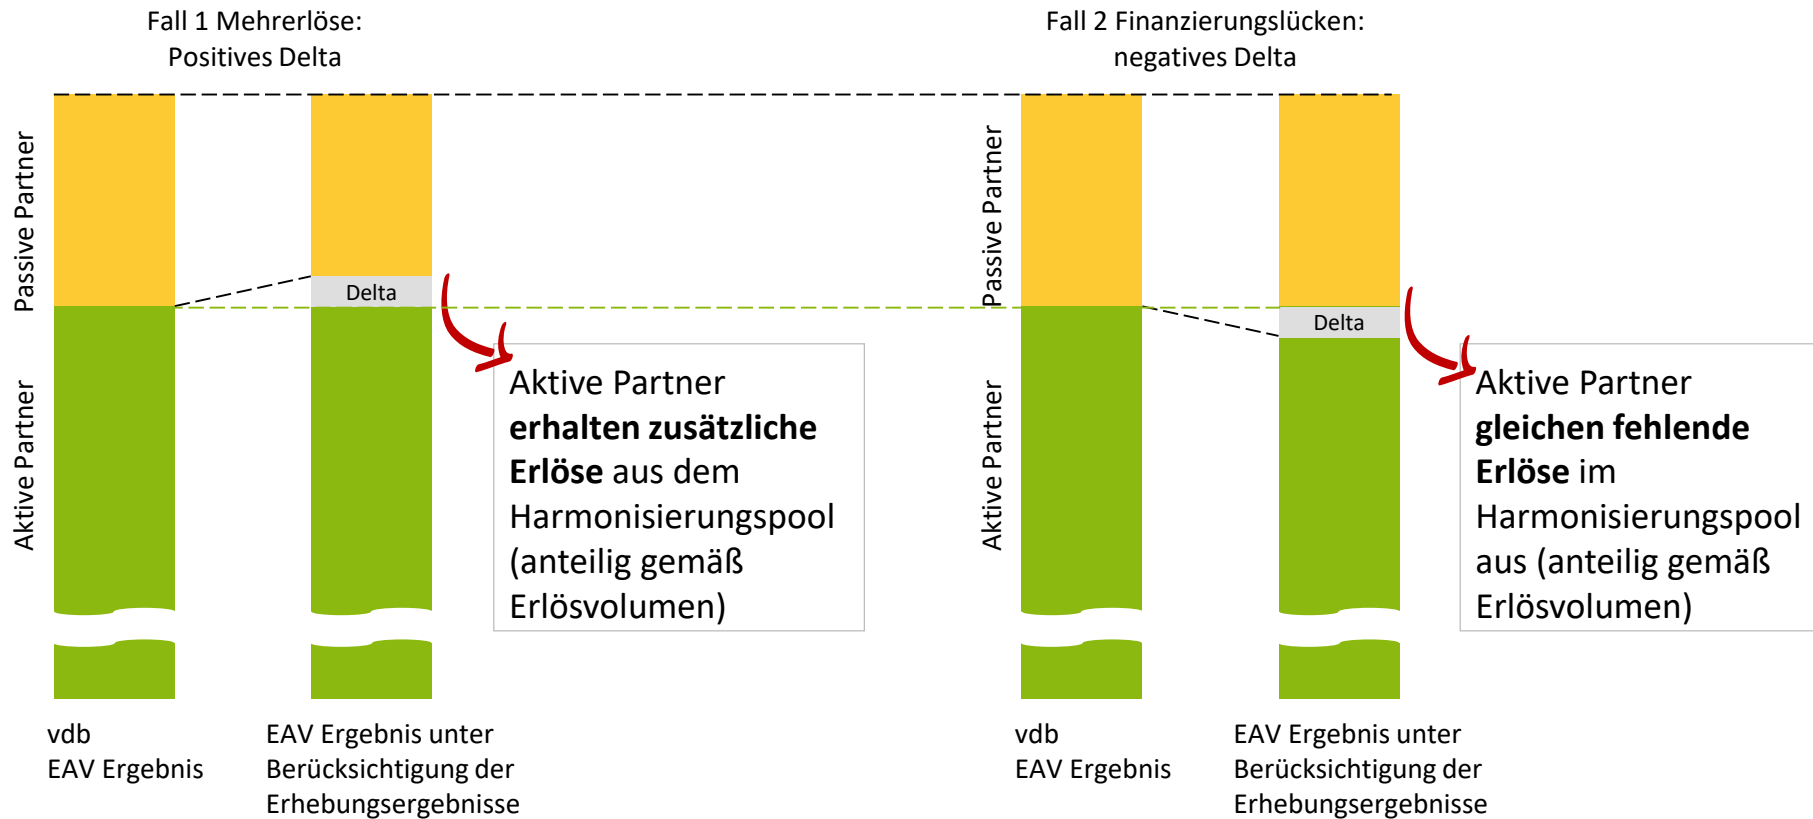 Fall 1 Mehrerlöse:
Positives Delta
Passive Partner
Aktive Partner
Delta
Aktive Partner
erhalten zusätzliche
Erlöse aus dem
Harmonisierungspool
(anteilig gemäß
Erlösvolumen)
vdb
EAV Ergebnis
EAV Ergebnis unter
Berücksichtigung der
Erhebungsergebnisse
Fall 2 Finanzierungslücken:
negatives Delta
Passive Partner
Aktive Partner
Delta
Aktive Partner
gleichen fehlende
Erlöse im
Harmonisierungspool
aus (anteilig gemäß
Erlösvolumen)
vdb
EAV Ergebnis
EAV Ergebnis unter
Berücksichtigung der
Erhebungsergebnisse